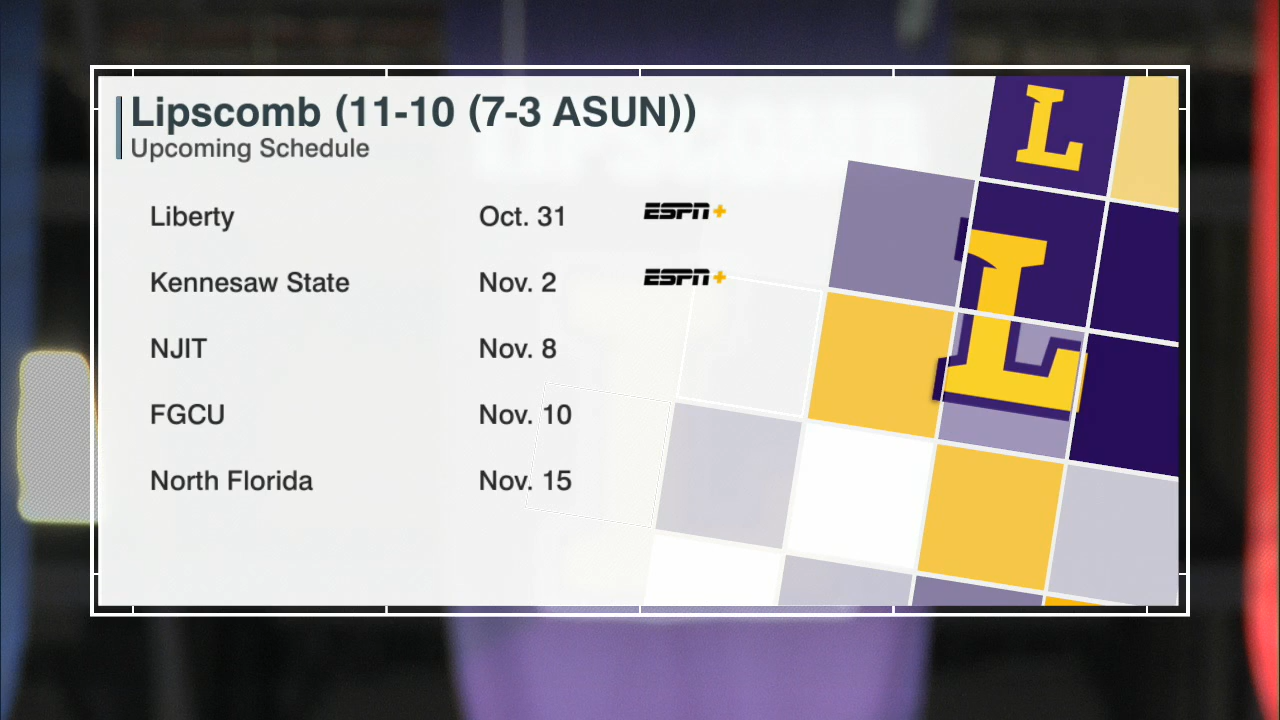 Lipscomb (11-10 (7-3 ASUN))
Upcoming Schedule
Liberty Oct. 31 ESPN+
Kennesaw State Nov. 2 ESPN+
NJIT Nov. 8
FGCU Nov. 10
North Florida Nov. 15
L
L